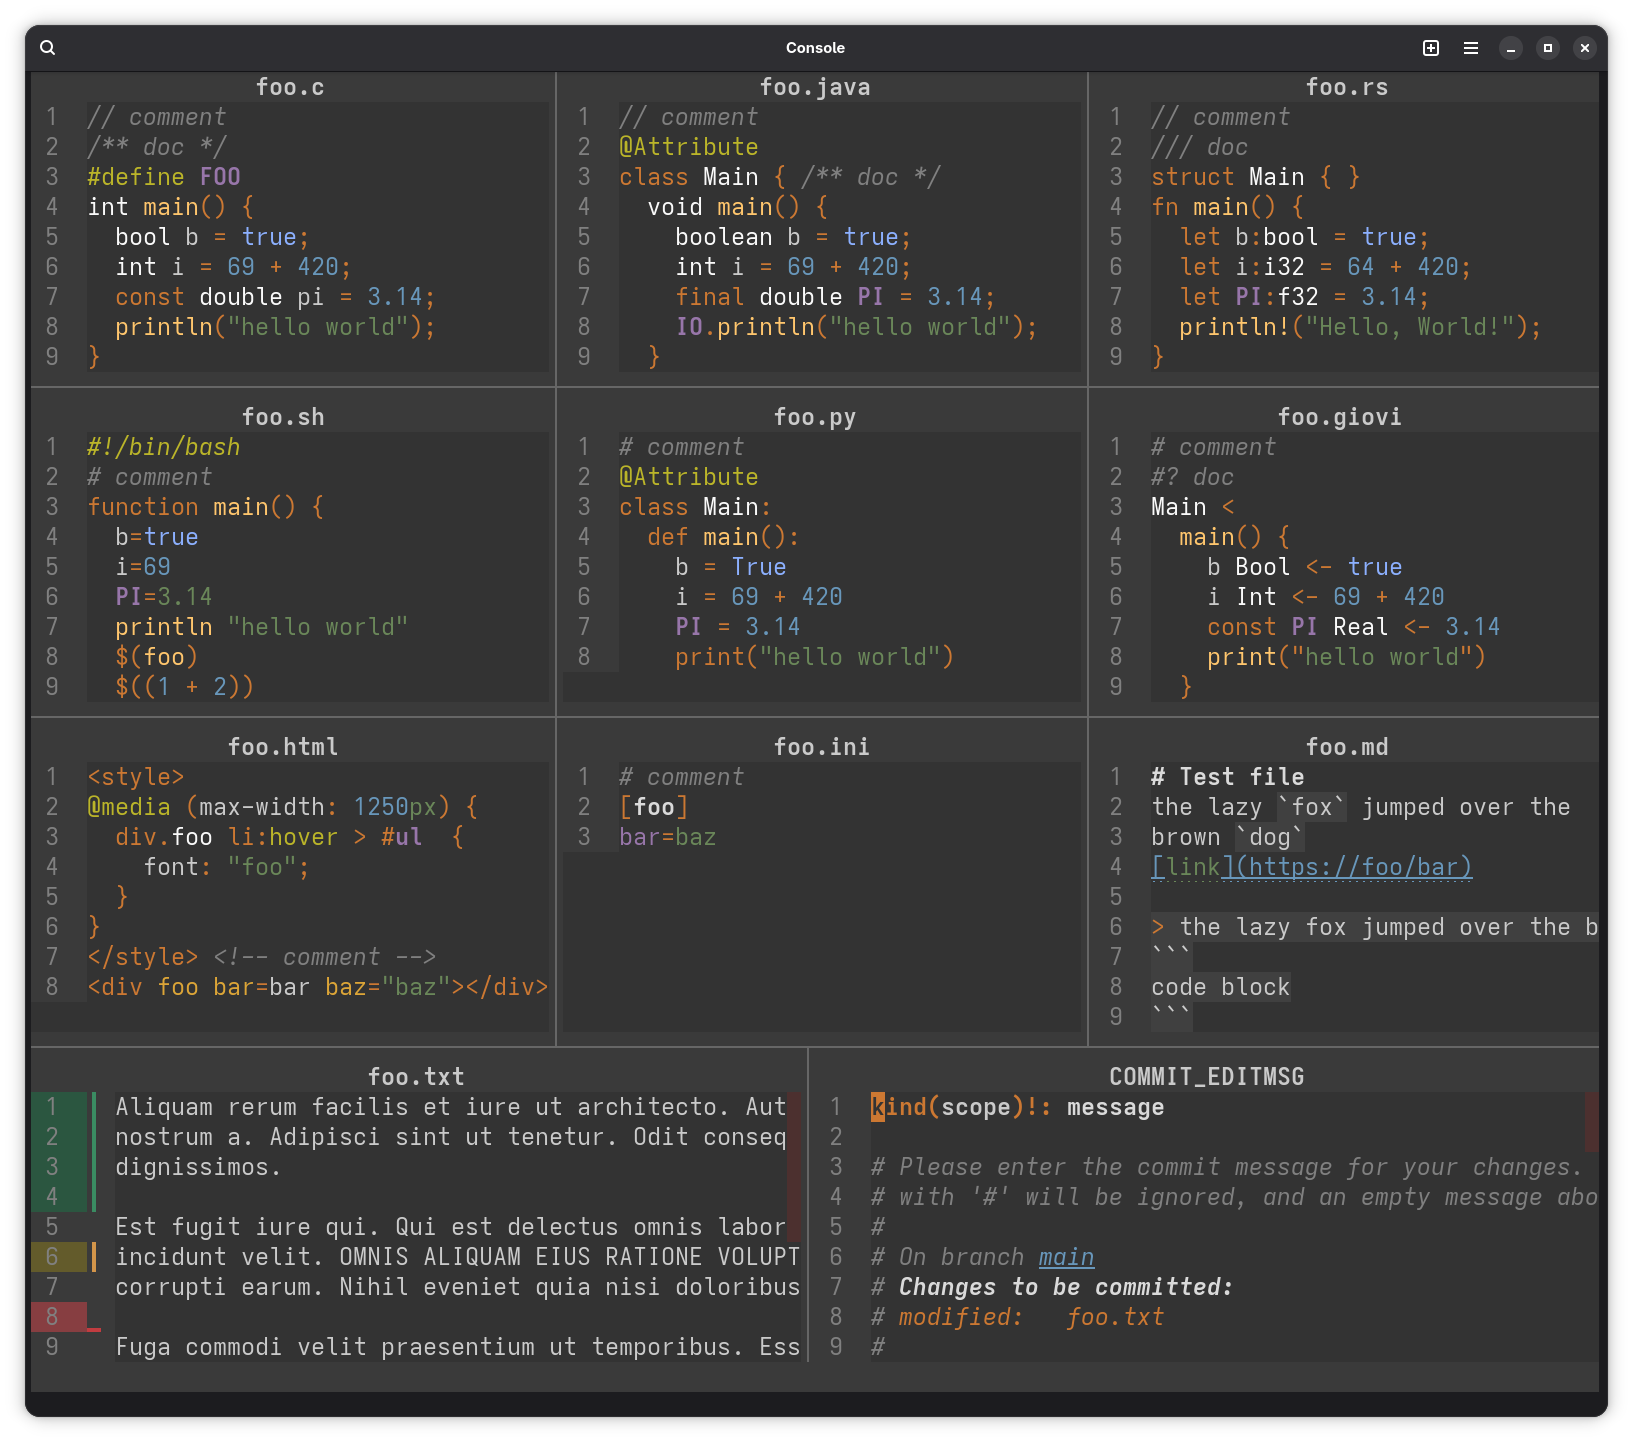 Console
foo.c
1 // comment
2 /** doc */
3 #define FOO
4 int main() {
5   bool b = true;
6   int i = 69 + 420;
7   const double pi = 3.14;
8   println("hello world");
9 }
foo.java
1 // comment
2 @Attribute
3 class Main { /** doc */
4   void main() {
5     boolean b = true;
6     int i = 69 + 420;
7     final double PI = 3.14;
8     IO.println("hello world");
9   }
foo.rs
1 // comment
2 /// doc
3 struct Main { }
4 fn main() {
5   let b:bool = true;
6   let i:i32 = 64 + 420;
7   let PI:f32 = 3.14;
8   println!("Hello, World!");
9 }
foo.sh
1 #!/bin/bash
2 # comment
3 function main() {
4   b=true
5   i=69
6   PI=3.14
7   println "hello world"
8   $(foo)
9   $((1 + 2))
foo.py
1 # comment
2 @Attribute
3 class Main:
4   def main():
5     b = True
6     i = 69 + 420
7     PI = 3.14
8     print("hello world")
foo.giovi
1 # comment
2 #? doc
3 Main <
4   main() {
5     b Bool <- true
6     i Int <- 69 + 420
7     const PI Real <- 3.14
8     print("hello world")
9   }
foo.html
1 <style>
2 @media (max-width: 1250px) {
3   div.foo li:hover > #ul  {
4     font: "foo";
5   }
6 }
7 </style> <!-- comment -->
8 <div foo bar=bar baz="baz"></div>
foo.ini
1 # comment
2 [foo]
3 bar=baz
foo.md
1 # Test file
2 the lazy `fox` jumped over the
3 brown `dog`
4 [link](https://foo/bar)
5
6 > the lazy fox jumped over the b
7 ```
8 code block
9 ```
foo.txt
1 Aliquam rerum facilis et iure ut architecto. Aut
2 nostrum a. Adipisci sint ut tenetur. Odit conseq
3 dignissimos.
4
5 Est fugit iure qui. Qui est delectus omnis labor
6 incidunt velit. OMNIS ALIQUAM EIUS RATIONE VOLUPT
7 corrupti earum. Nihil eveniet quia nisi doloribus
8
9 Fuga commodi velit praesentium ut temporibus. Ess
COMMIT_EDITMSG
1 kind(scope)!: message
2
3 # Please enter the commit message for your changes.
4 # with '#' will be ignored, and an empty message abo
5 #
6 # On branch main
7 # Changes to be committed:
8 # modified:   foo.txt
9 #